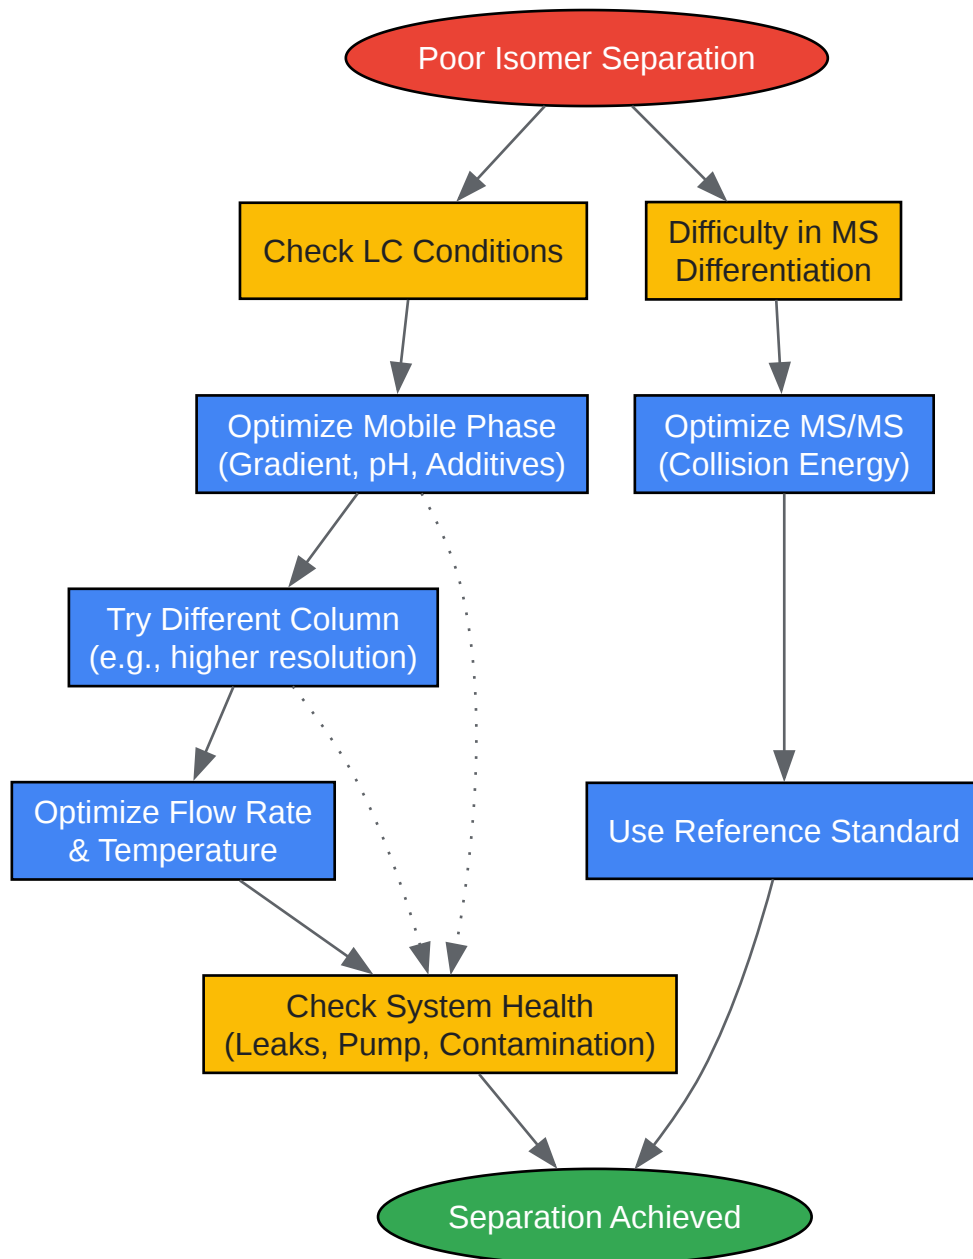 Poor Isomer Separation
Check LC Conditions
Difficulty in MS
Differentiation
Optimize Mobile Phase
(Gradient, pH, Additives)
Optimize MS/MS
(Collision Energy)
Try Different Column
(e.g., higher resolution)
Optimize Flow Rate
& Temperature
Use Reference Standard
Check System Health
(Leaks, Pump, Contamination)
Separation Achieved